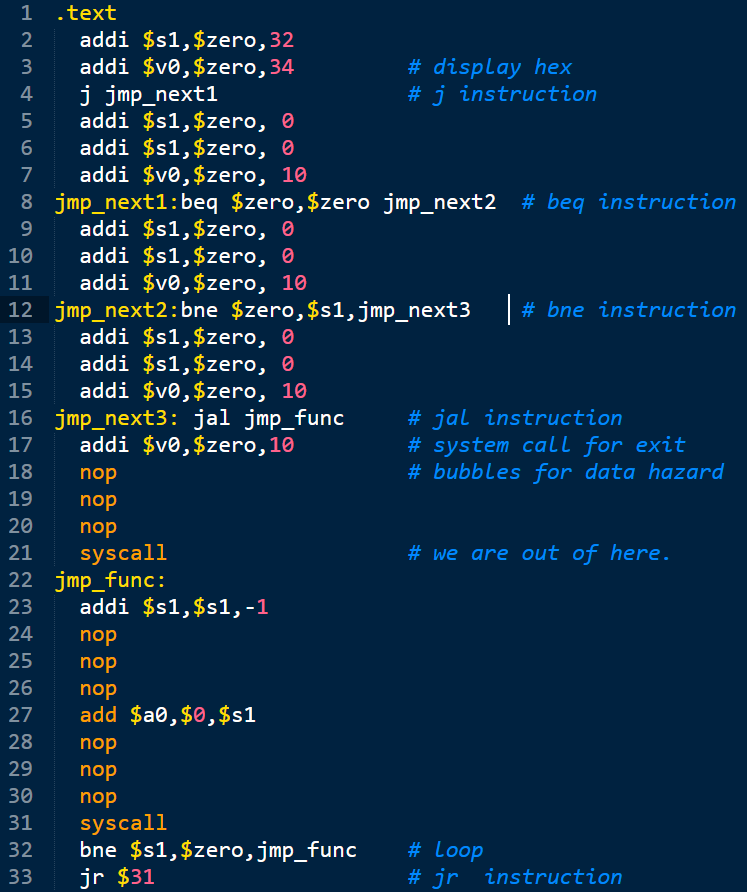 1 .text
2 addi $s1,$zero,32
3 addi $v0,$zero,34 # display hex
4 j jmp_next1 # j instruction
5 addi $s1,$zero, 0
6 addi $s1,$zero, 0
7 addi $v0,$zero, 10
8 jmp_next1:beq $zero,$zero jmp_next2 # beq instruction
9 addi $s1,$zero, 0
10 addi $s1,$zero, 0
11 addi $v0,$zero, 10
12 jmp_next2:bne $zero,$s1,jmp_next3 # bne instruction
13 addi $s1,$zero, 0
14 addi $s1,$zero, 0
15 addi $v0,$zero, 10
16 jmp_next3: jal jmp_func # jal instruction
17 addi $v0,$zero,10 # system call for exit
18 nop # bubbles for data hazard
19 nop
20 nop
21 syscall # we are out of here.
22 jmp_func:
23 addi $s1,$s1,-1
24 nop
25 nop
26 nop
27 add $a0,$0,$s1
28 nop
29 nop
30 nop
31 syscall
32 bne $s1,$zero,jmp_func # loop
33 jr $31 # jr  instruction